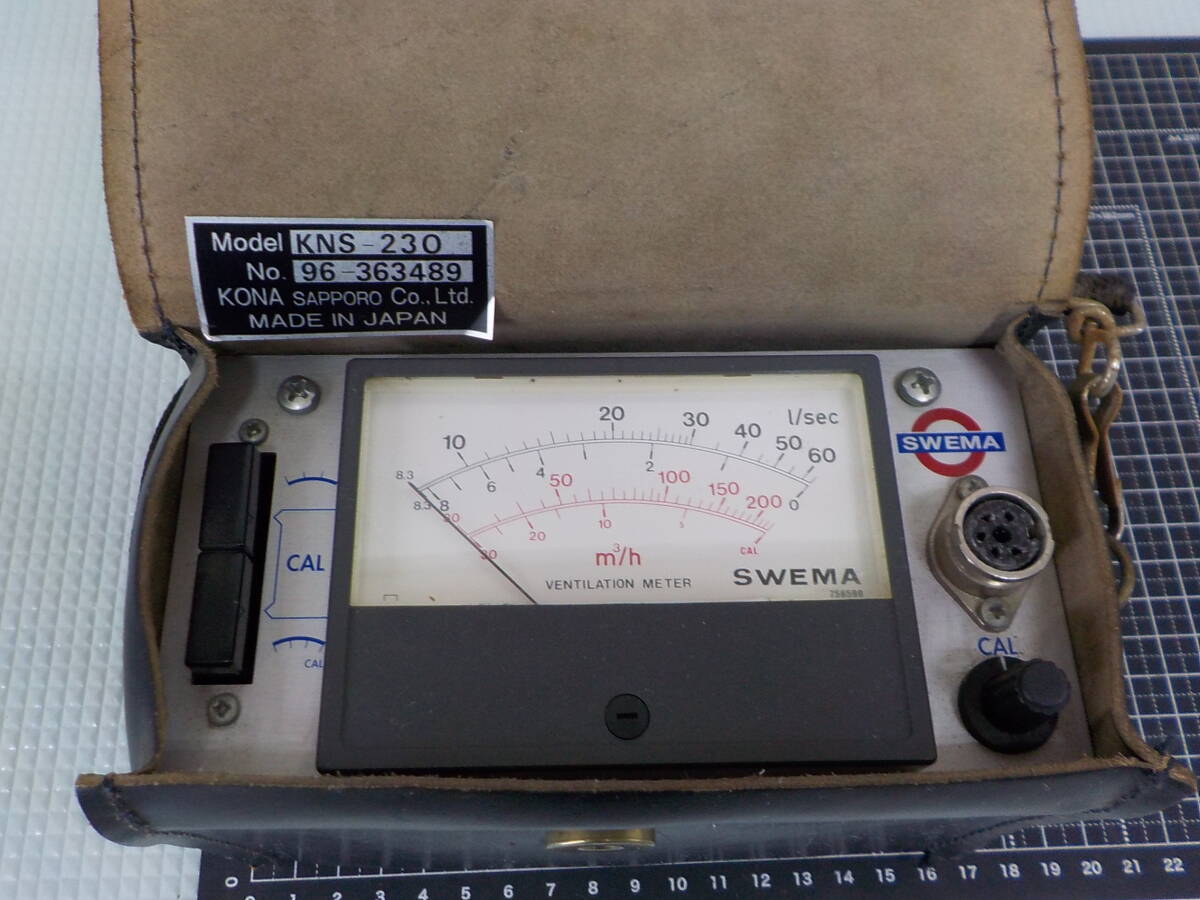 Model KNS-230
No. 96-363489
KONA SAPPORO Co., Ltd.
MADE IN JAPAN
10 20 30 40 50 60 l/sec
8.3 8 6 4 2 0
8.3
30 50 100 150 200
30 20 10 5 CAL
m³/h
VENTILATION METER
SWEMA
756590
SWEMA
CAL
CAL
CAL
0 1 2 3 4 5 6 7 8 9 10 11 12 13 14 15 16 17 18 19 20 21 22
0